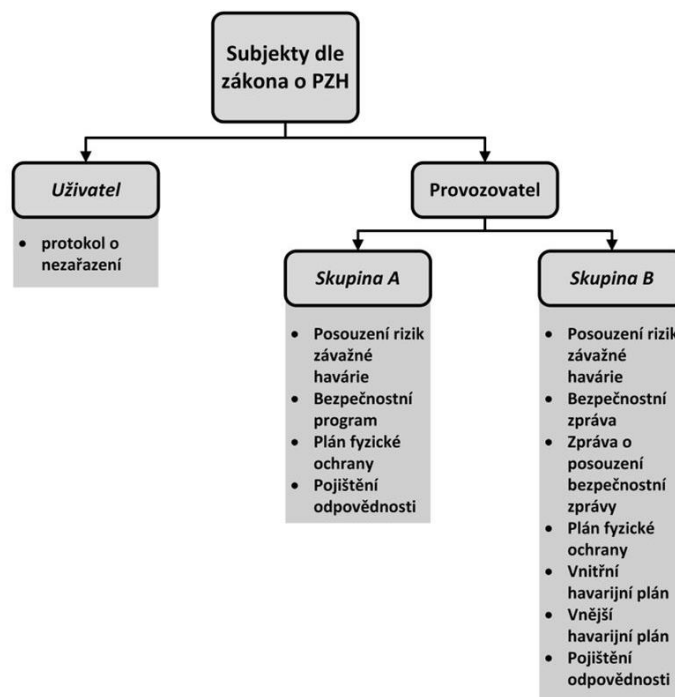 Subjekty dle
zákona o PZH
Uživatel
• protokol o
nezařazení
Provozovatel
Skupina A
• Posouzení rizik
závažné
havárie
• Bezpečnostní
program
• Plán fyzické
ochrany
• Pojištění
odpovědnosti
Skupina B
• Posouzení rizik
závažné
havárie
• Bezpečnostní
zpráva
• Zpráva o
posouzení
bezpečnostní
zprávy
• Plán fyzické
ochrany
• Vnitřní
havarijní plán
• Vnější
havarijní plán
• Pojištění
odpovědnosti